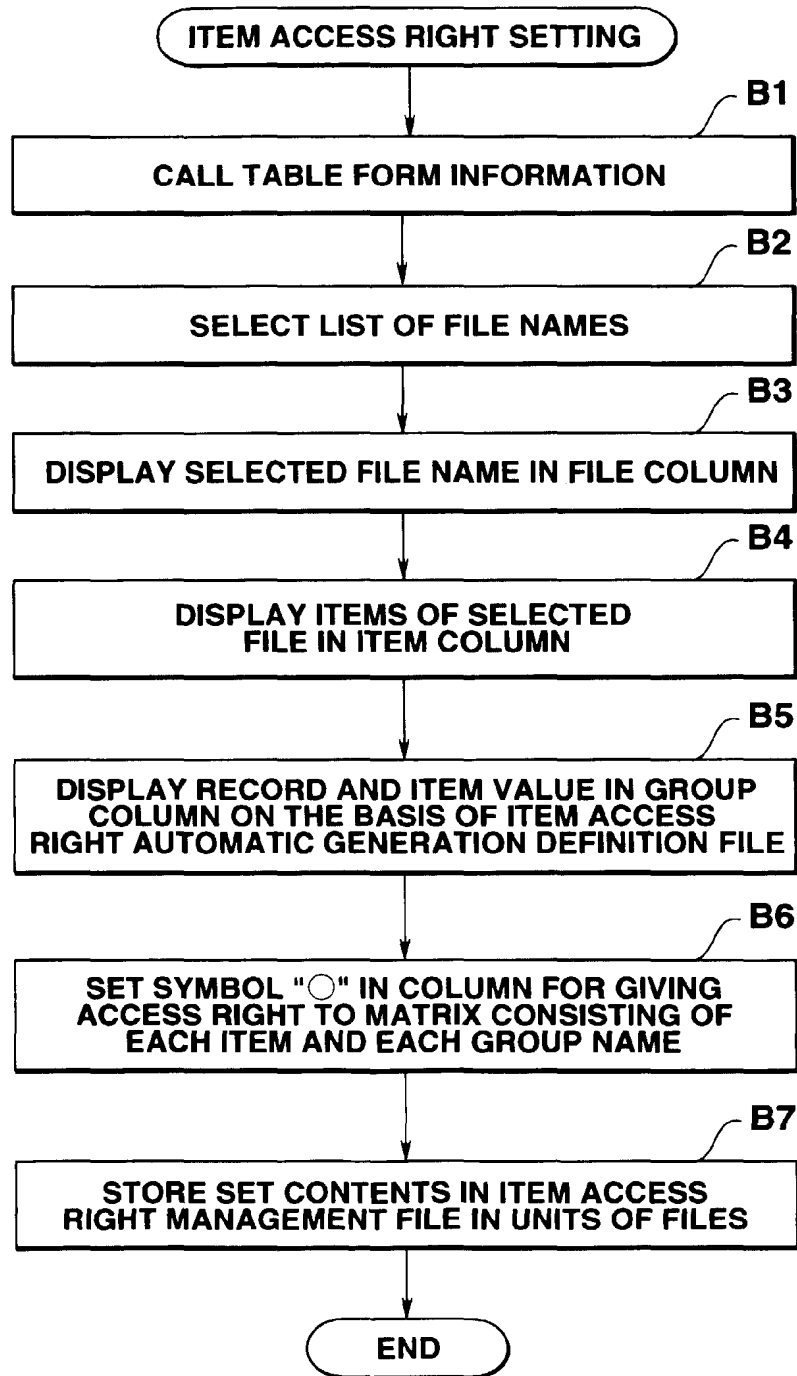 ITEM ACCESS RIGHT SETTING
B1
CALL TABLE FORM INFORMATION
B2
SELECT LIST OF FILE NAMES
B3
DISPLAY SELECTED FILE NAME IN FILE COLUMN
B4
DISPLAY ITEMS OF SELECTED
FILE IN ITEM COLUMN
B5
DISPLAY RECORD AND ITEM VALUE IN GROUP
COLUMN ON THE BASIS OF ITEM ACCESS
RIGHT AUTOMATIC GENERATION DEFINITION FILE
B6
SET SYMBOL "○" IN COLUMN FOR GIVING
ACCESS RIGHT TO MATRIX CONSISTING OF
EACH ITEM AND EACH GROUP NAME
B7
STORE SET CONTENTS IN ITEM ACCESS
RIGHT MANAGEMENT FILE IN UNITS OF FILES
END